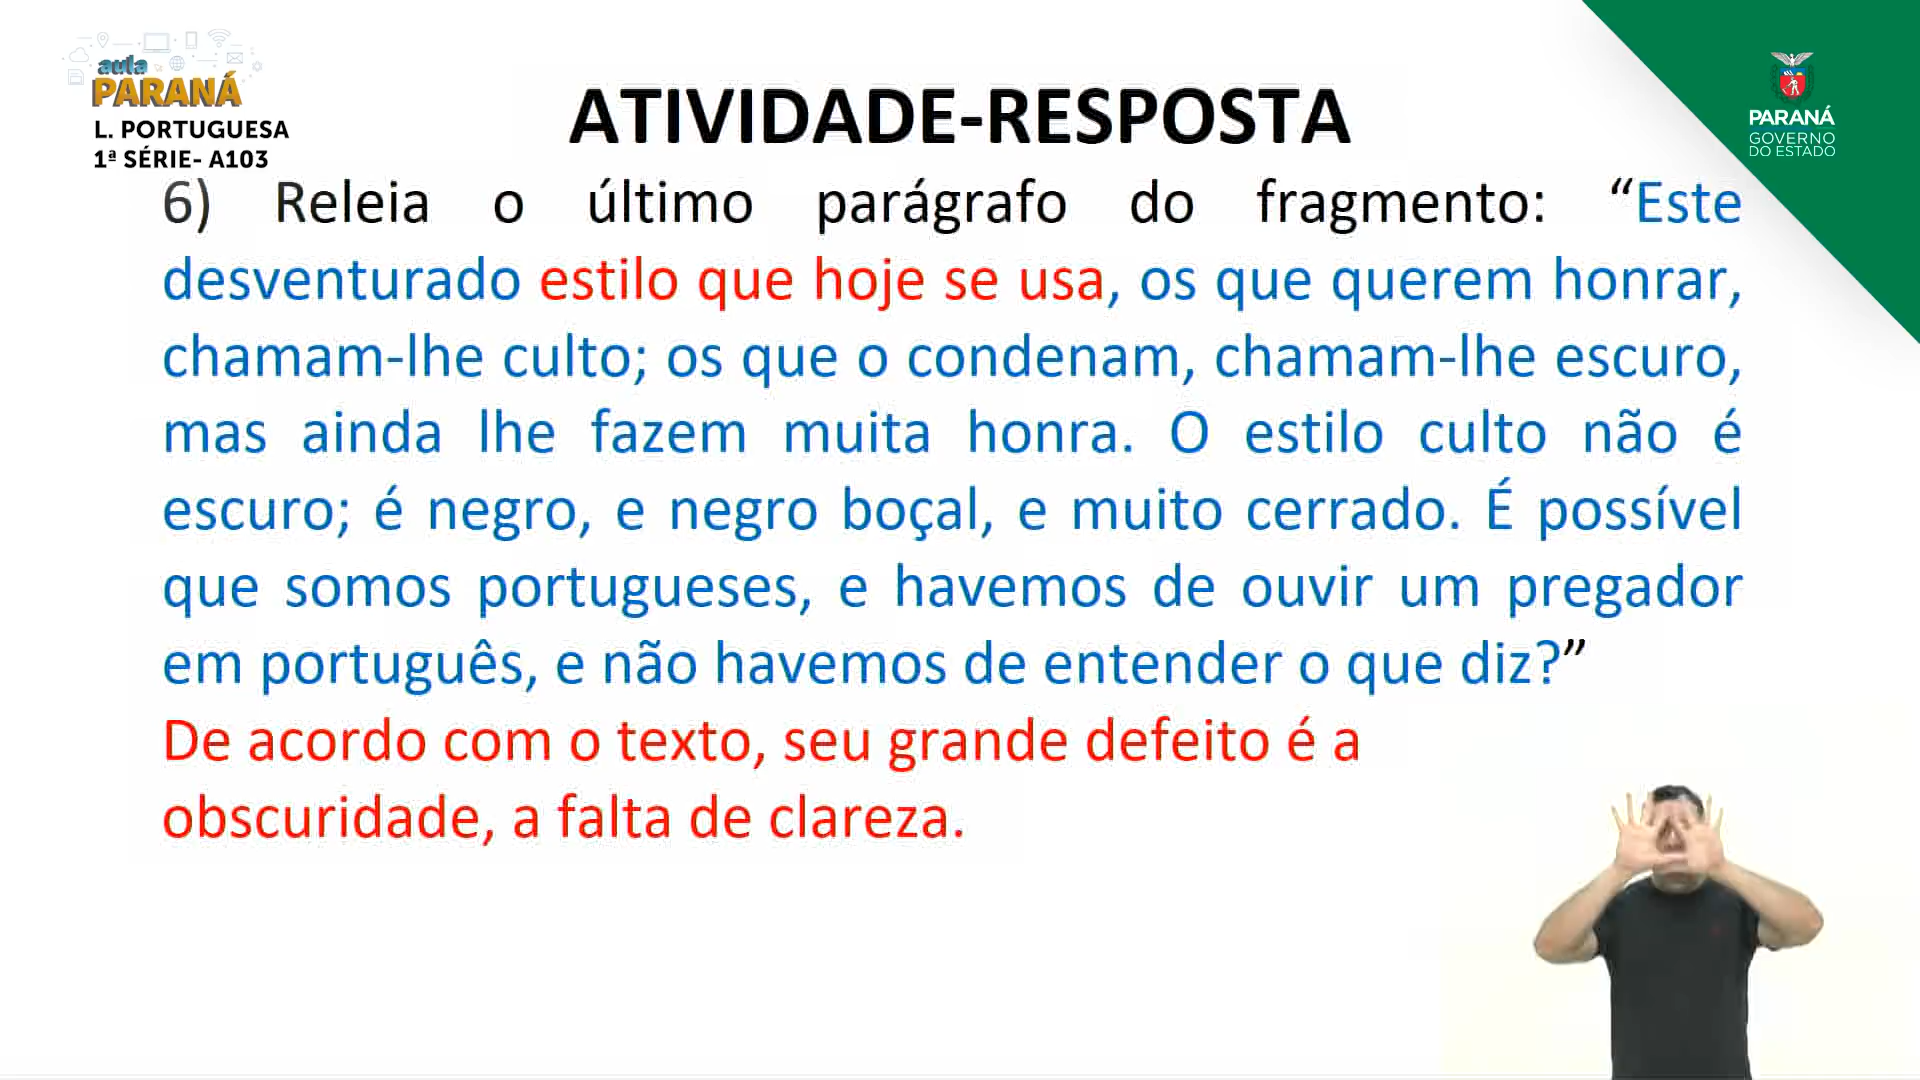 aula
PARANÁ
L. PORTUGUESA
1ª SÉRIE- A103
ATIVIDADE-RESPOSTA
PARANÁ
GOVERNO
DO ESTADO
6) Releia o último parágrafo do fragmento: “Este
desventurado estilo que hoje se usa, os que querem honrar,
chamam-lhe culto; os que o condenam, chamam-lhe escuro,
mas ainda lhe fazem muita honra. O estilo culto não é
escuro; é negro, e negro boçal, e muito cerrado. É possível
que somos portugueses, e havemos de ouvir um pregador
em português, e não havemos de entender o que diz?”
De acordo com o texto, seu grande defeito é a
obscuridade, a falta de clareza.